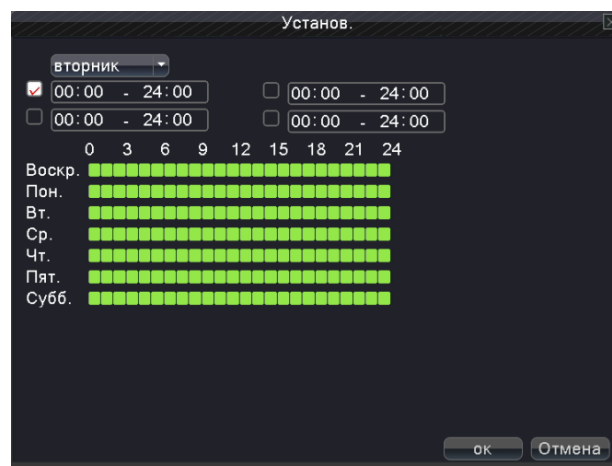 Установ.
вторник
00:00 - 24:00 00:00 - 24:00
00:00 - 24:00 00:00 - 24:00
0 3 6 9 12 15 18 21 24
Воскр.
Пон.
Вт.
Ср.
Чт.
Пят.
Субб.
ок Отмена